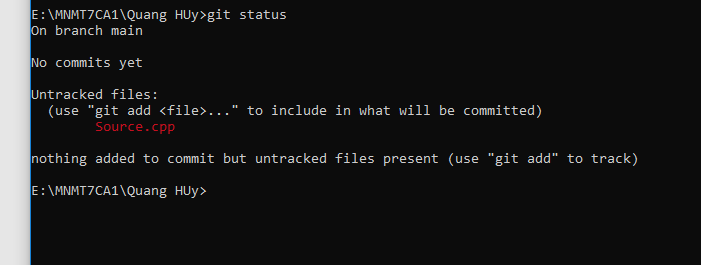 E:\MNMT7CA1\Quang HUy>git status
On branch main
No commits yet
Untracked files:
(use "git add <file>..." to include in what will be committed)
Source.cpp
nothing added to commit but untracked files present (use "git add" to track)
E:\MNMT7CA1\Quang HUy>